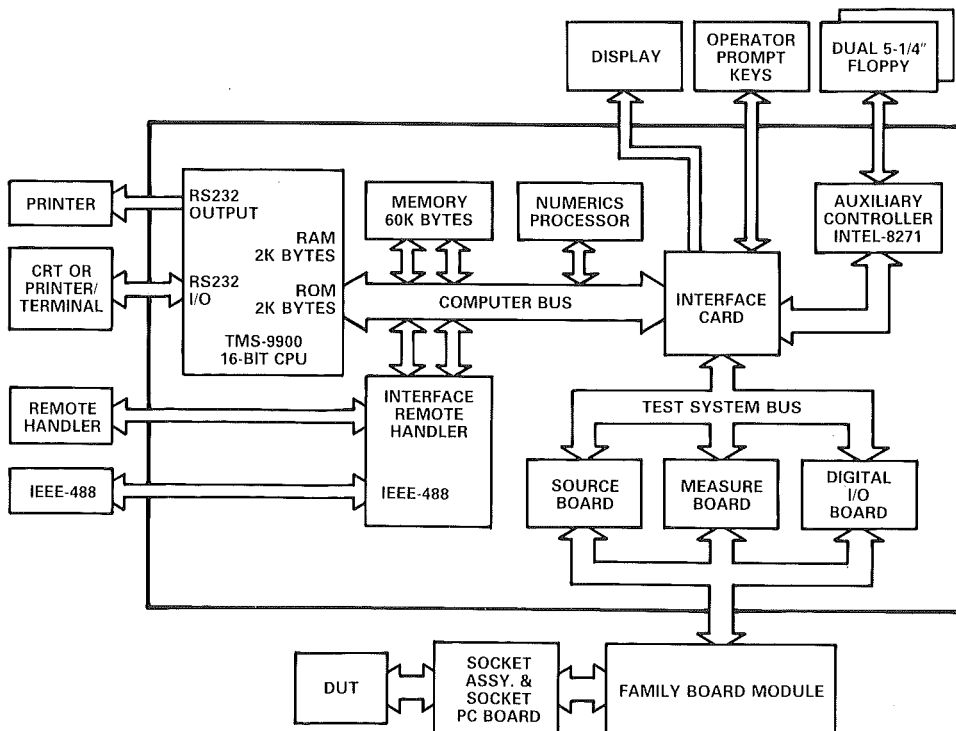 DISPLAY
OPERATOR
PROMPT
KEYS
DUAL 5-1/4"
FLOPPY
PRINTER
RS232
OUTPUT
CRT OR
PRINTER/
TERMINAL
RS232
I/O
RAM
2K BYTES
ROM
2K BYTES
TMS-9900
16-BIT CPU
MEMORY
60K BYTES
NUMERICS
PROCESSOR
AUXILIARY
CONTROLLER
INTEL-8271
COMPUTER BUS
INTERFACE
CARD
REMOTE
HANDLER
INTERFACE
REMOTE
HANDLER
IEEE-488
IEEE-488
TEST SYSTEM BUS
SOURCE
BOARD
MEASURE
BOARD
DIGITAL
I/O
BOARD
DUT
SOCKET
ASSY. &
SOCKET
PC BOARD
FAMILY BOARD MODULE